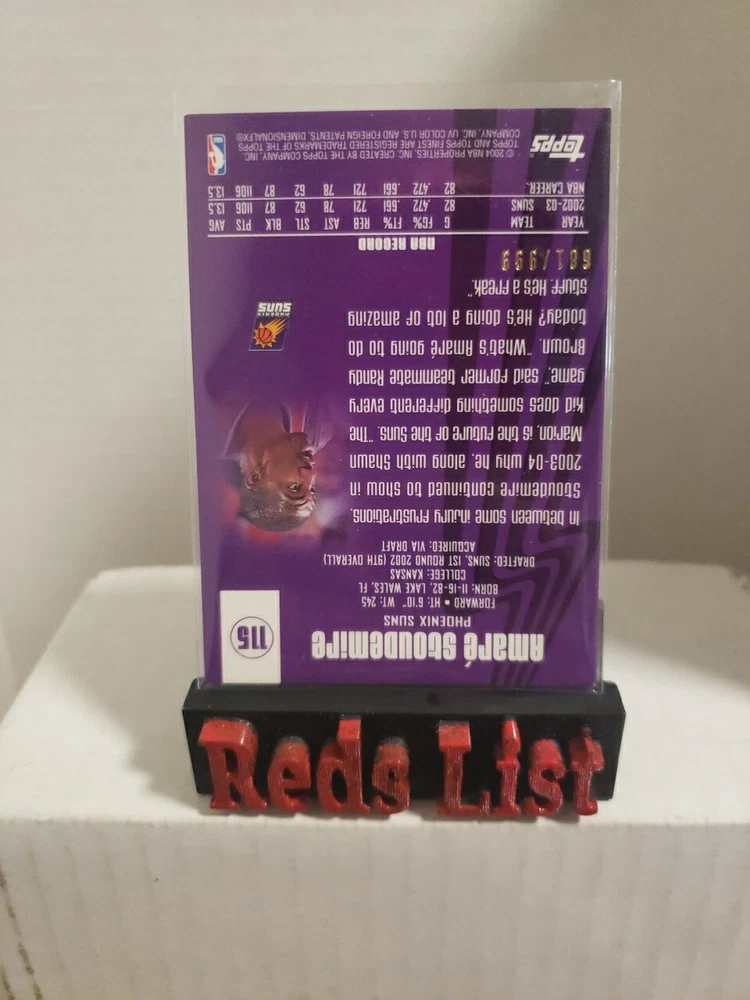 Amaré Stoudemire
115
PHOENIX SUNS
FORWARD • HT: 6'10" WT: 245
BORN: 11-16-82, LAKE WALES, FL
COLLEGE: KANSAS
DRAFTED: SUNS, 1ST ROUND 2002 (9TH OVERALL)
ACQUIRED: VIA DRAFT
In between some injury frustrations,
Stoudemire continued to show in
2003-04 why he, along with Shawn
Marion, is the future of the Suns. "The
kid does something different every
game," said former teammate Randy
Brown. "What's Amaré going to do
today? He's doing a lot of amazing
stuff. He's a freak."
PHOENIX
SUNS
NBA RECORD
YEAR TEAM G FG% FT% REB AST STL BLK PTS AVG
2002-03 SUNS 82 .472 .661 721 78 62 87 1106 13.5
NBA CAREER 82 .472 .661 721 78 62 87 1106 13.5
topps
© 2004 NBA PROPERTIES, INC. CREATED BY THE TOPPS COMPANY, INC.
TOPPS AND TOPPS FINEST ARE REGISTERED TRADEMARKS OF THE TOPPS
COMPANY, INC. UV COLOR U.S. AND FOREIGN PATENTS, DIMENSIONALEX®
Reds List